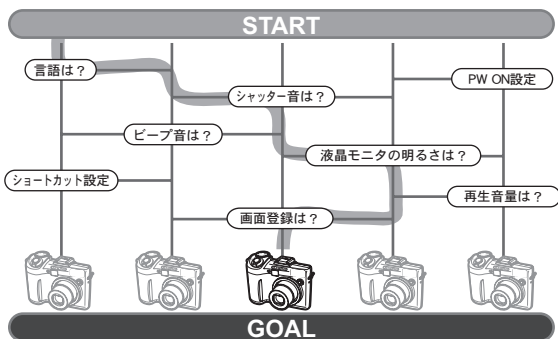 START
言語は？
PW ON設定
シャッター音は？
ビープ音は？
液晶モニタの明るさは？
ショートカット設定
再生音量は？
画面登録は？
GOAL